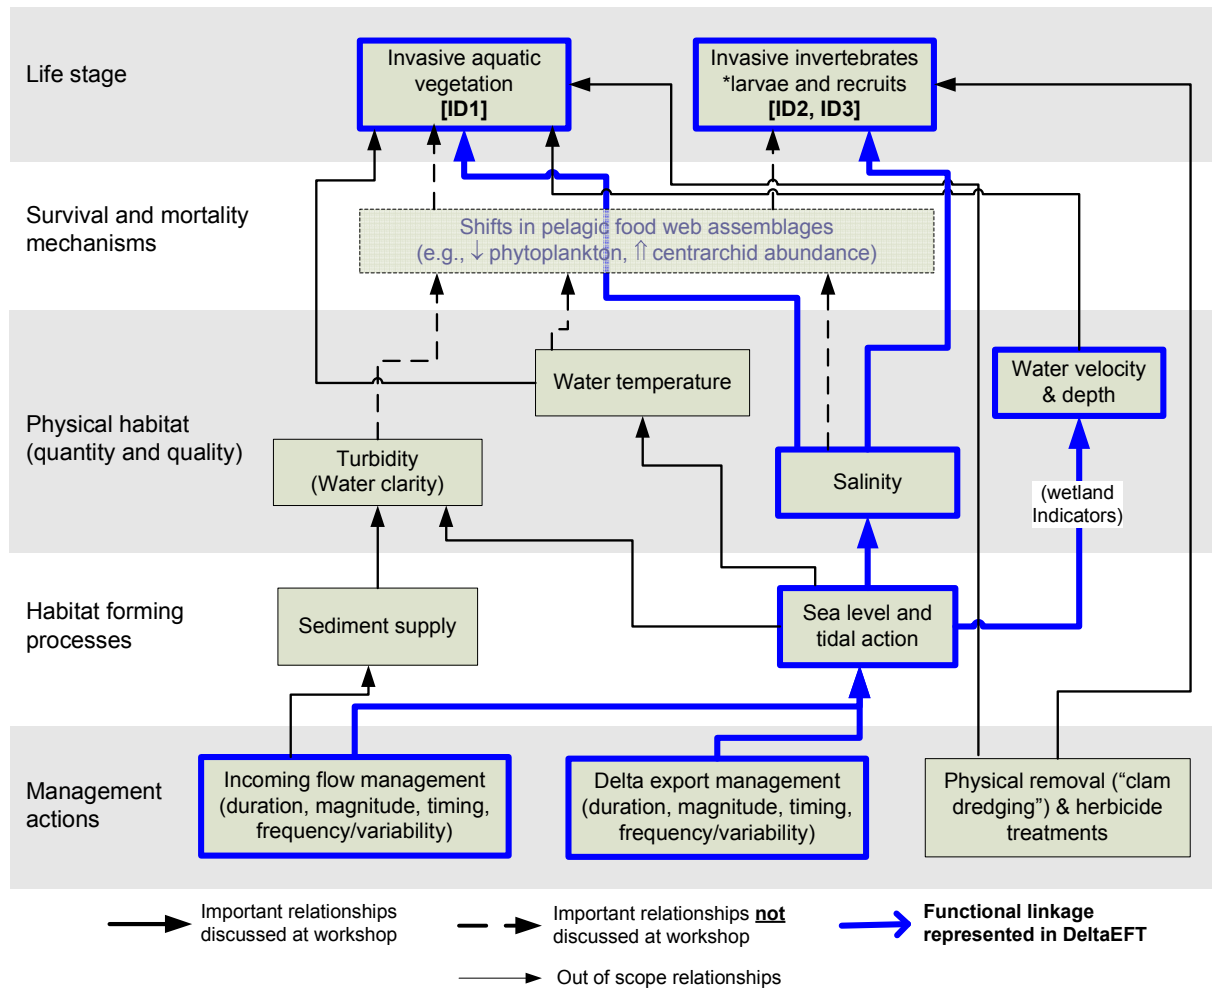 Life stage
Invasive aquatic
vegetation
[ID1]
Invasive invertebrates
*larvae and recruits
[ID2, ID3]
Survival and mortality
mechanisms
Shifts in pelagic food web assemblages
(e.g., ↓ phytoplankton, ⇑ centrarchid abundance)
Physical habitat
(quantity and quality)
Water temperature
Water velocity
& depth
Turbidity
(Water clarity)
Salinity
(wetland
Indicators)
Habitat forming
processes
Sediment supply
Sea level and
tidal action
Management
actions
Incoming flow management
(duration, magnitude, timing,
frequency/variability)
Delta export management
(duration, magnitude, timing,
frequency/variability)
Physical removal (“clam
dredging”) & herbicide
treatments
Important relationships
discussed at workshop
Important relationships not
discussed at workshop
Functional linkage
represented in DeltaEFT
Out of scope relationships